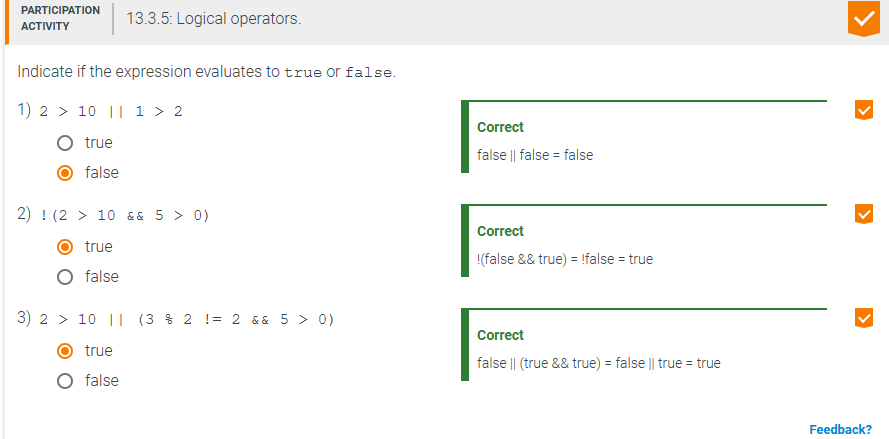 PARTICIPATION
ACTIVITY
13.3.5: Logical operators.
Indicate if the expression evaluates to true or false.
1) 2 > 10 || 1 > 2
true
false
Correct
false || false = false
2) !(2 > 10 && 5 > 0)
true
false
Correct
!(false && true) = !false = true
3) 2 > 10 || (3 % 2 != 2 && 5 > 0)
true
false
Correct
false || (true && true) = false || true = true
Feedback?